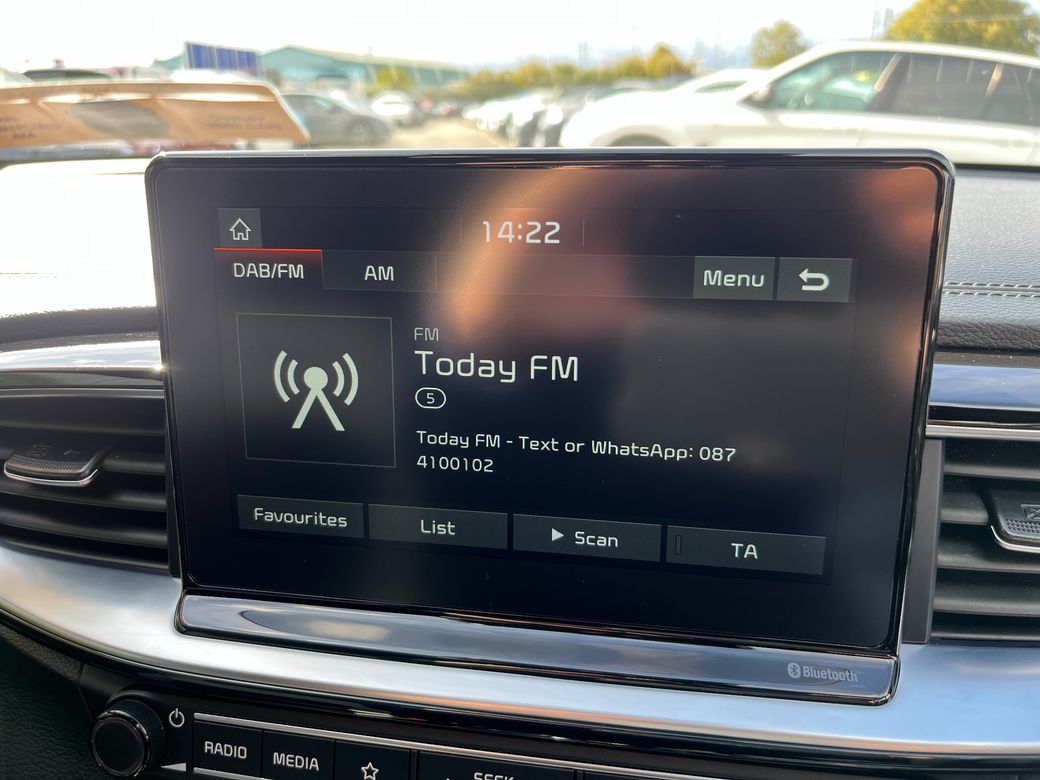 14:22
DAB/FM AM Menu
FM
Today FM
5
Today FM - Text or WhatsApp: 087
4100102
Favourites List Scan TA
Bluetooth
RADIO MEDIA SEEK